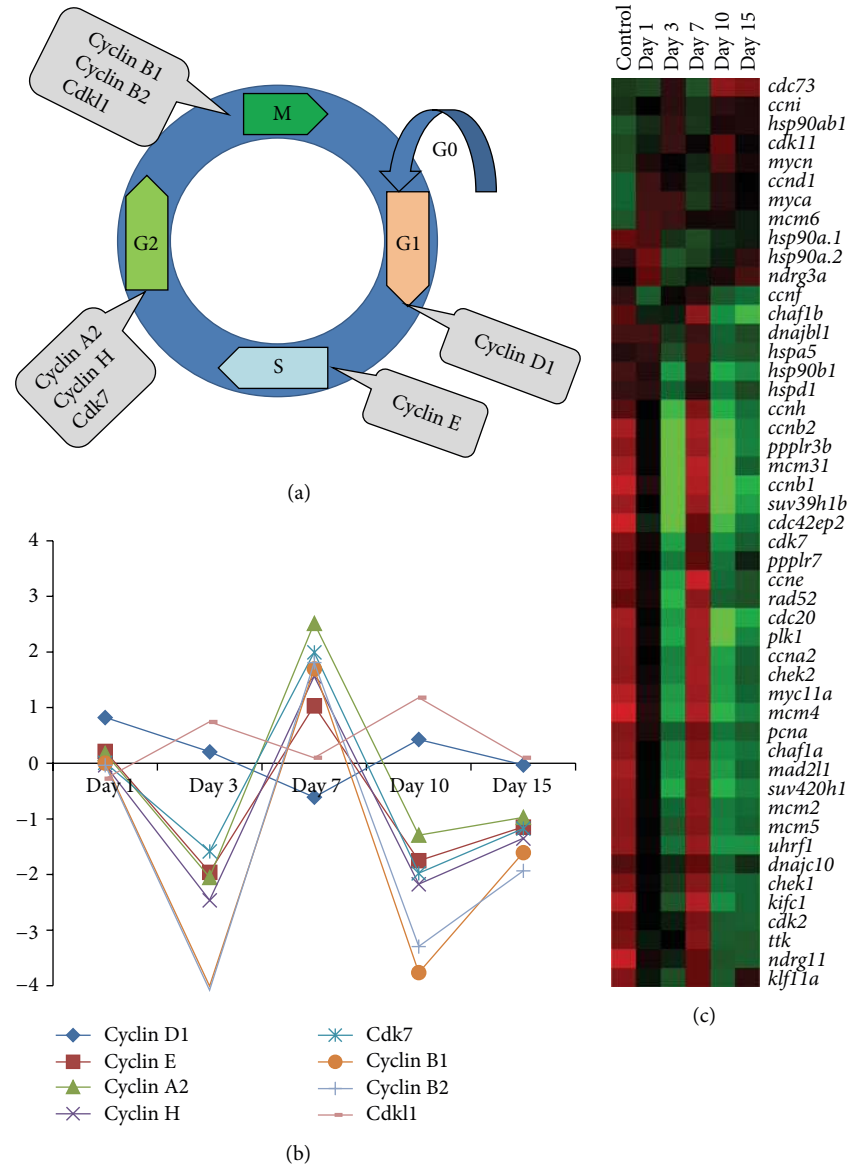 Cyclin B1
Cyclin B2
Cdkl1
M
G0
G2
G1
Cyclin A2
Cyclin H
Cdk7
S
Cyclin D1
Cyclin E
(a)
4
3
2
1
0
−1
−2
−3
−4
Day 1
Day 3
Day 7
Day 10
Day 15
Cyclin D1
Cyclin E
Cyclin A2
Cyclin H
Cdk7
Cyclin B1
Cyclin B2
Cdkl1
(b)
Control
Day 1
Day 3
Day 7
Day 10
Day 15
cdc73
ccni
hsp90ab1
cdk11
mycn
ccnd1
myca
mcm6
hsp90a.1
hsp90a.2
ndrg3a
ccnf
chaf1b
dnajbl1
hspa5
hsp90b1
hspd1
ccnh
ccnb2
ppplr3b
mcm31
ccnb1
suv39h1b
cdc42ep2
cdk7
ppplr7
ccne
rad52
cdc20
plk1
ccna2
chek2
myc11a
mcm4
pcna
chaf1a
mad2l1
suv420h1
mcm2
mcm5
uhrf1
dnajc10
chek1
kifc1
cdk2
ttk
ndrg11
klf11a
(c)